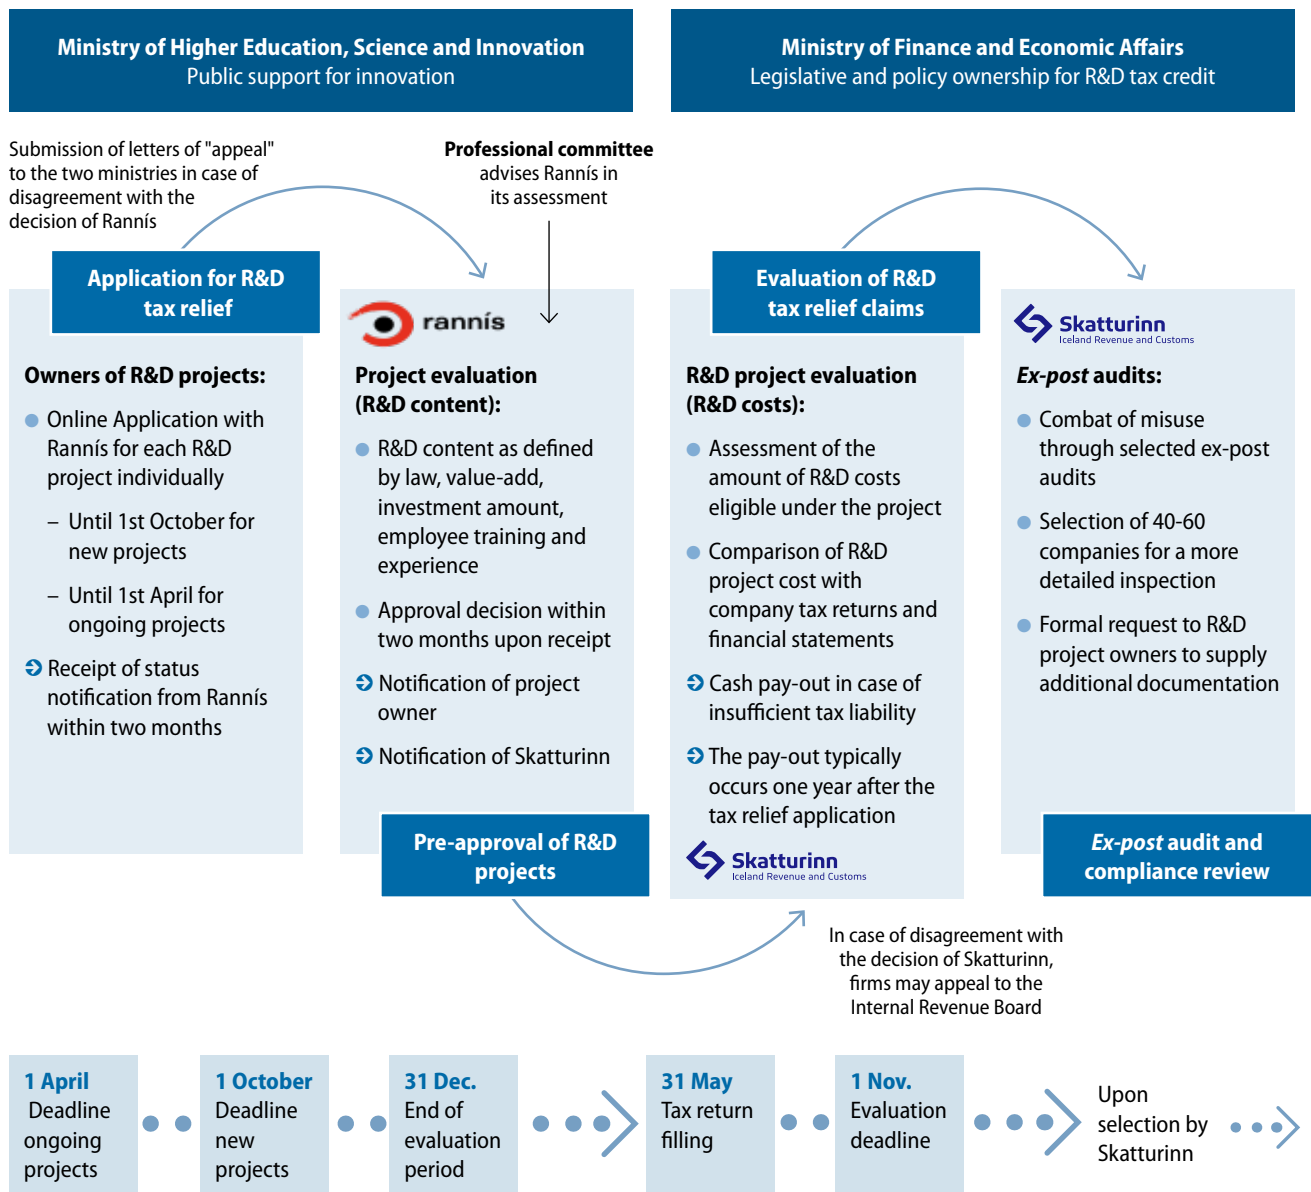 Ministry of Higher Education, Science and Innovation
Public support for innovation
Ministry of Finance and Economic Affairs
Legislative and policy ownership for R&D tax credit
Submission of letters of "appeal"
to the two ministries in case of
disagreement with the
decision of Rannís
Professional committee
advises Rannís in
its assessment
Application for R&D
tax relief
Owners of R&D projects:
Online Application with
Rannís for each R&D
project individually
– Until 1st October for
new projects
– Until 1st April for
ongoing projects
Receipt of status
notification from Rannís
within two months
rannís
Project evaluation
(R&D content):
R&D content as defined
by law, value-add,
investment amount,
employee training and
experience
Approval decision within
two months upon receipt
Notification of project
owner
Notification of Skatturinn
Pre-approval of R&D
projects
Evaluation of R&D
tax relief claims
R&D project evaluation
(R&D costs):
Assessment of the
amount of R&D costs
eligible under the project
Comparison of R&D
project cost with
company tax returns and
financial statements
Cash pay-out in case of
insufficient tax liability
The pay-out typically
occurs one year after the
tax relief application
Skatturinn
Iceland Revenue and Customs
Skatturinn
Iceland Revenue and Customs
Ex-post audits:
Combat of misuse
through selected ex-post
audits
Selection of 40-60
companies for a more
detailed inspection
Formal request to R&D
project owners to supply
additional documentation
Ex-post audit and
compliance review
In case of disagreement with
the decision of Skatturinn,
firms may appeal to the
Internal Revenue Board
1 April
Deadline
ongoing
projects
1 October
Deadline
new
projects
31 Dec.
End of
evaluation
period
31 May
Tax return
filling
1 Nov.
Evaluation
deadline
Upon
selection by
Skatturinn